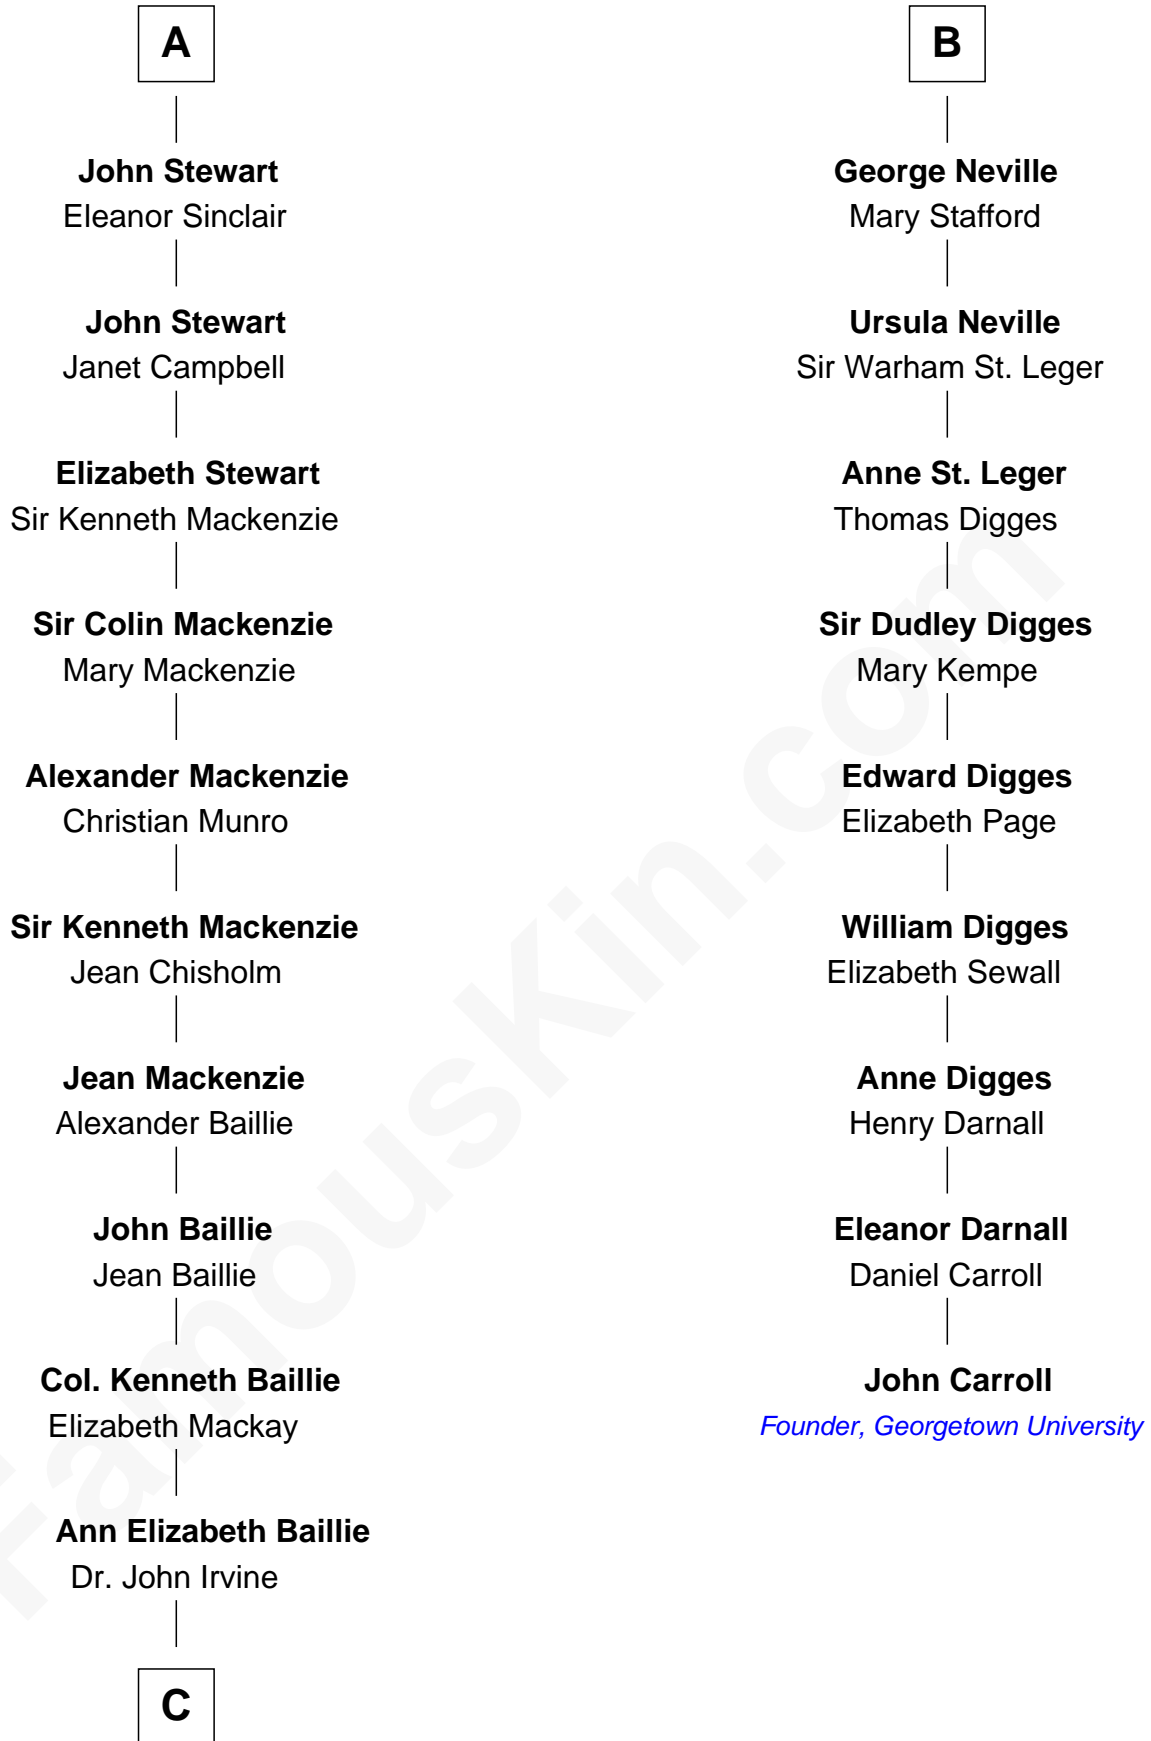 A
John Stewart
Eleanor Sinclair
John Stewart
Janet Campbell
Elizabeth Stewart
Sir Kenneth Mackenzie
Sir Colin Mackenzie
Mary Mackenzie
Alexander Mackenzie
Christian Munro
Sir Kenneth Mackenzie
Jean Chisholm
Jean Mackenzie
Alexander Baillie
John Baillie
Jean Baillie
Col. Kenneth Baillie
Elizabeth Mackay
Ann Elizabeth Baillie
Dr. John Irvine
C
B
George Neville
Mary Stafford
Ursula Neville
Sir Warham St. Leger
Anne St. Leger
Thomas Digges
Sir Dudley Digges
Mary Kempe
Edward Digges
Elizabeth Page
William Digges
Elizabeth Sewall
Anne Digges
Henry Darnall
Eleanor Darnall
Daniel Carroll
John Carroll
Founder, Georgetown University
FamousKin.com